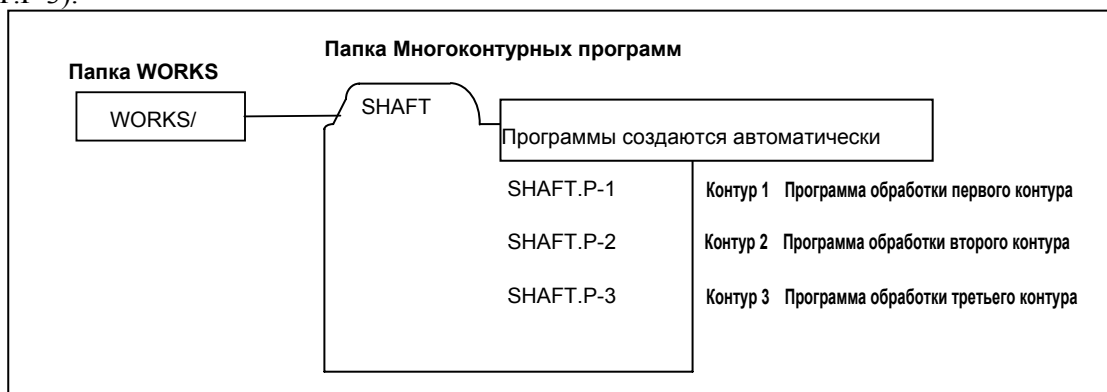 Папка Многоконтурных программ
Папка WORKS
WORKS/
SHAFT
Программы создаются автоматически
SHAFT.P-1 Контур 1 Программа обработки первого контура
SHAFT.P-2 Контур 2 Программа обработки второго контура
SHAFT.P-3 Контур 3 Программа обработки третьего контура